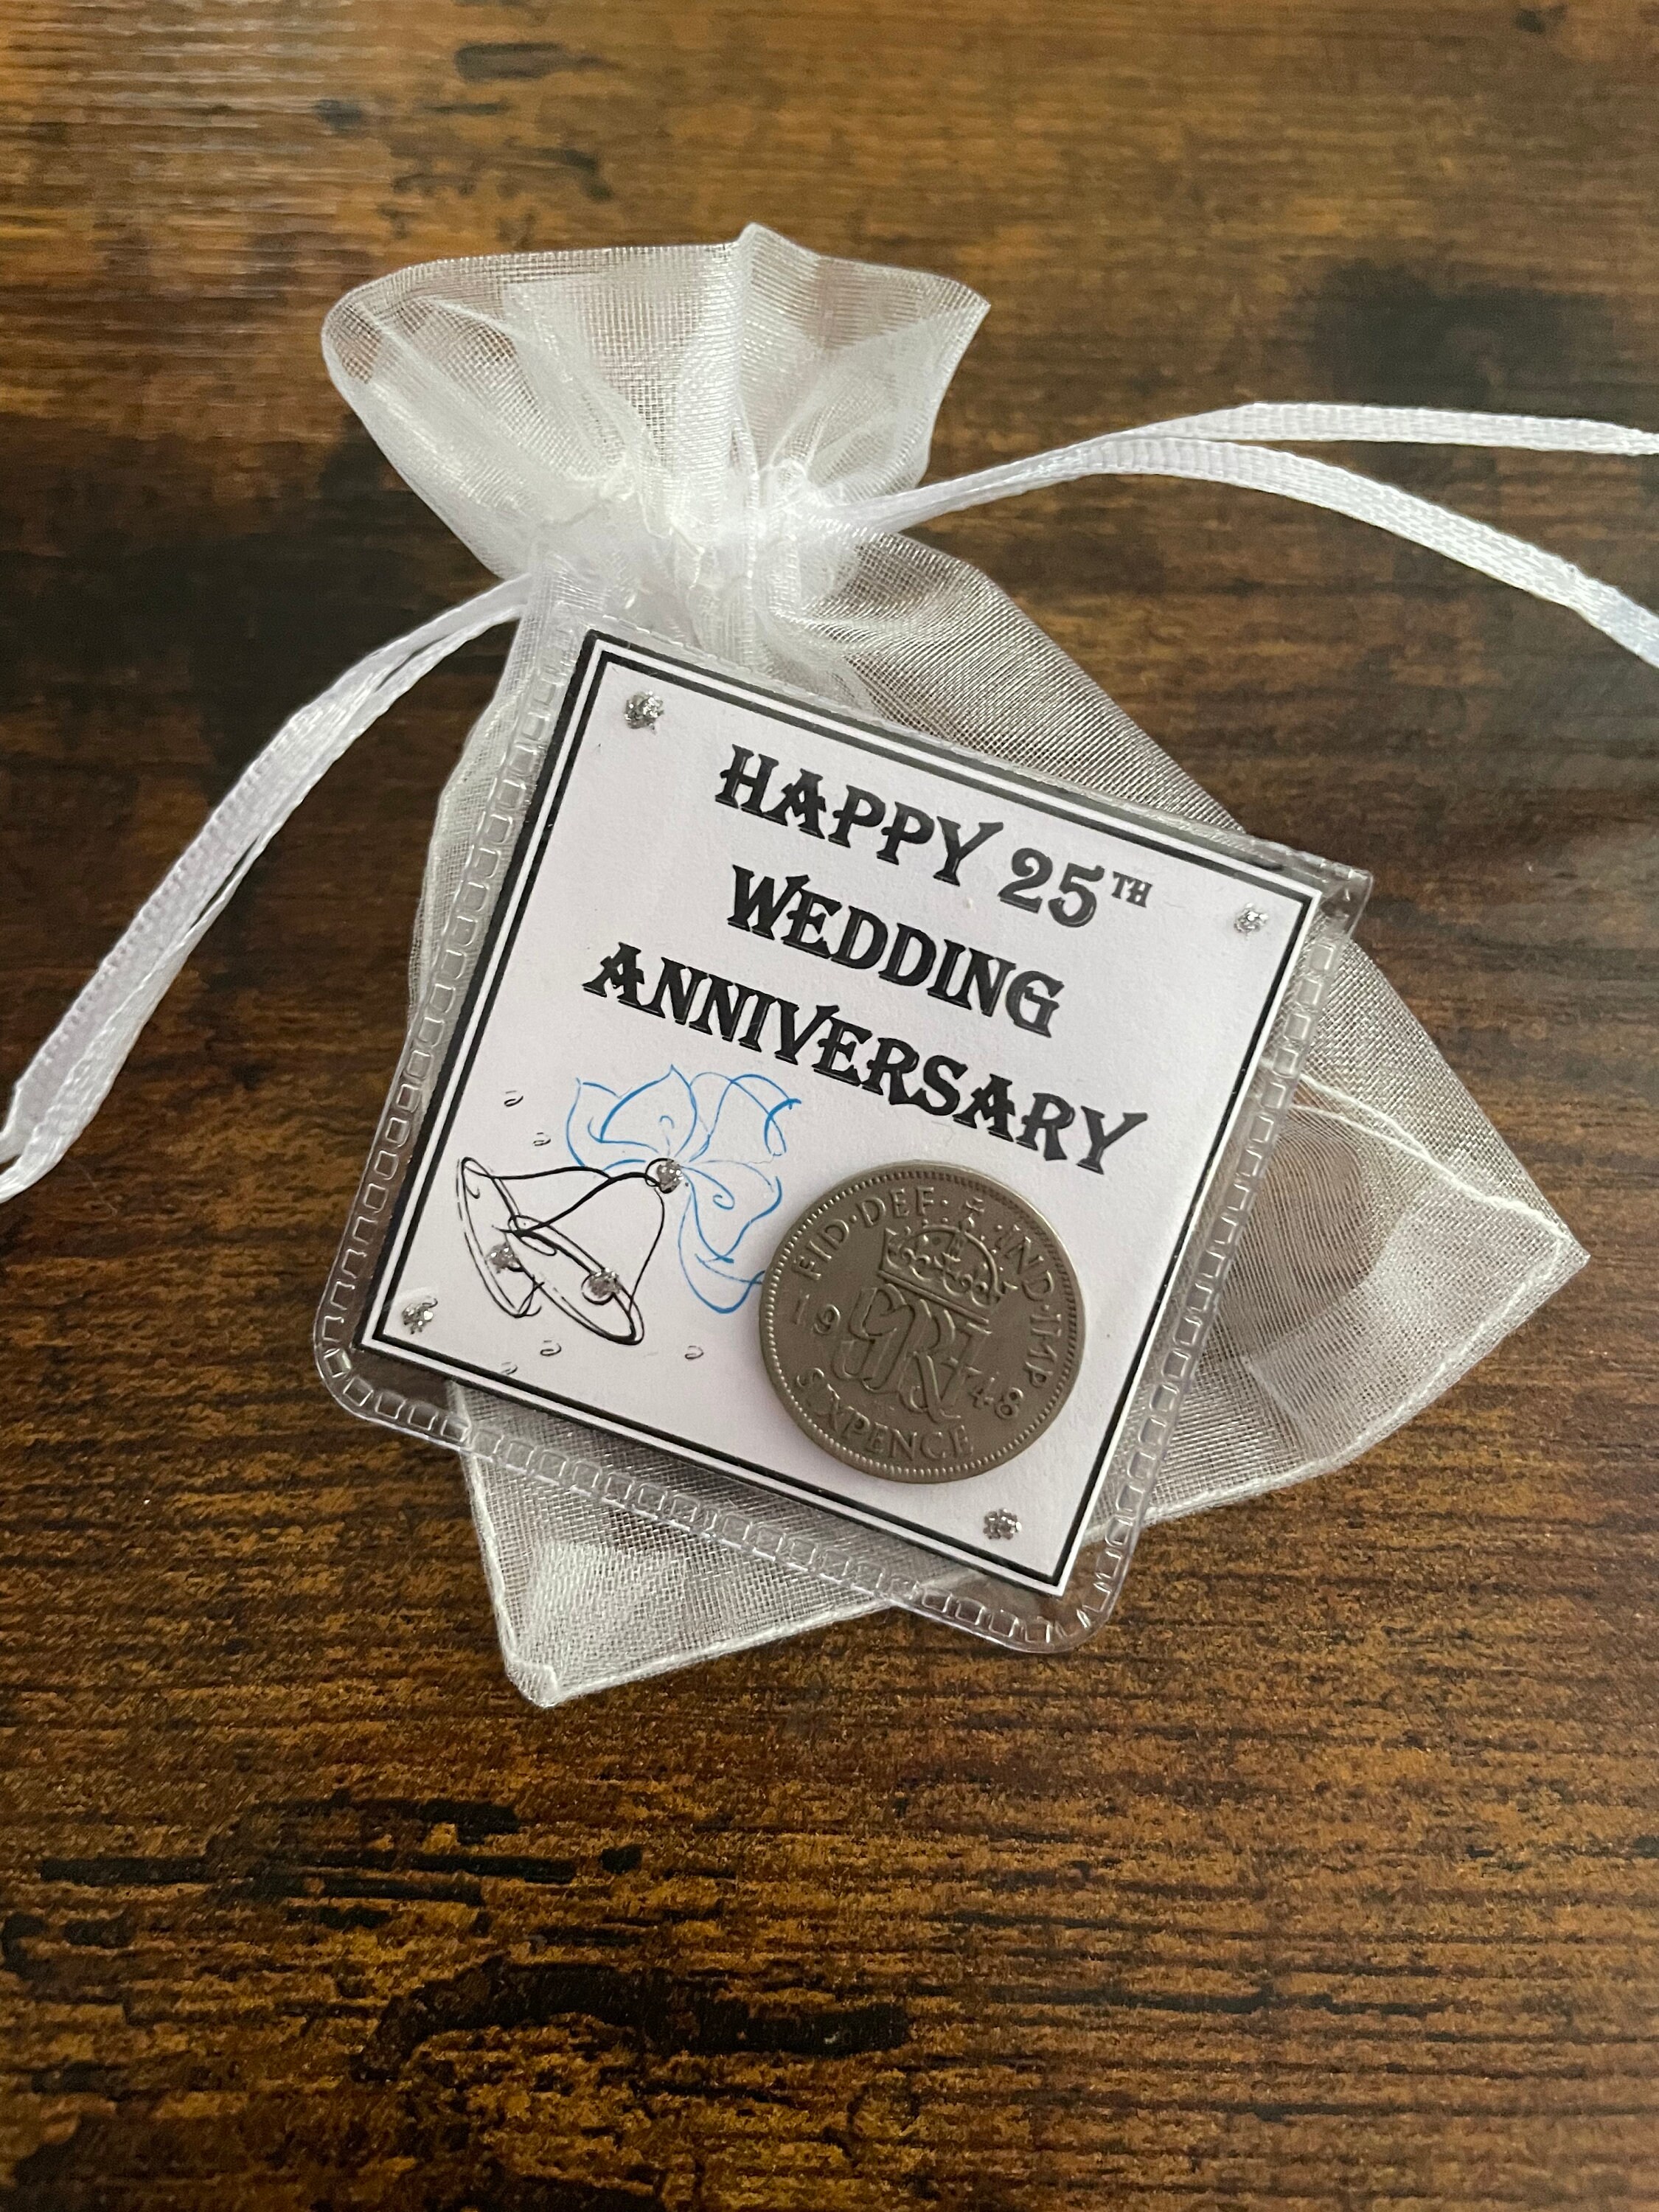 HAPPY 25TH
WEDDING
ANNIVERSARY
FID·DEF· ·IND·IMP
19 48
SIXPENCE